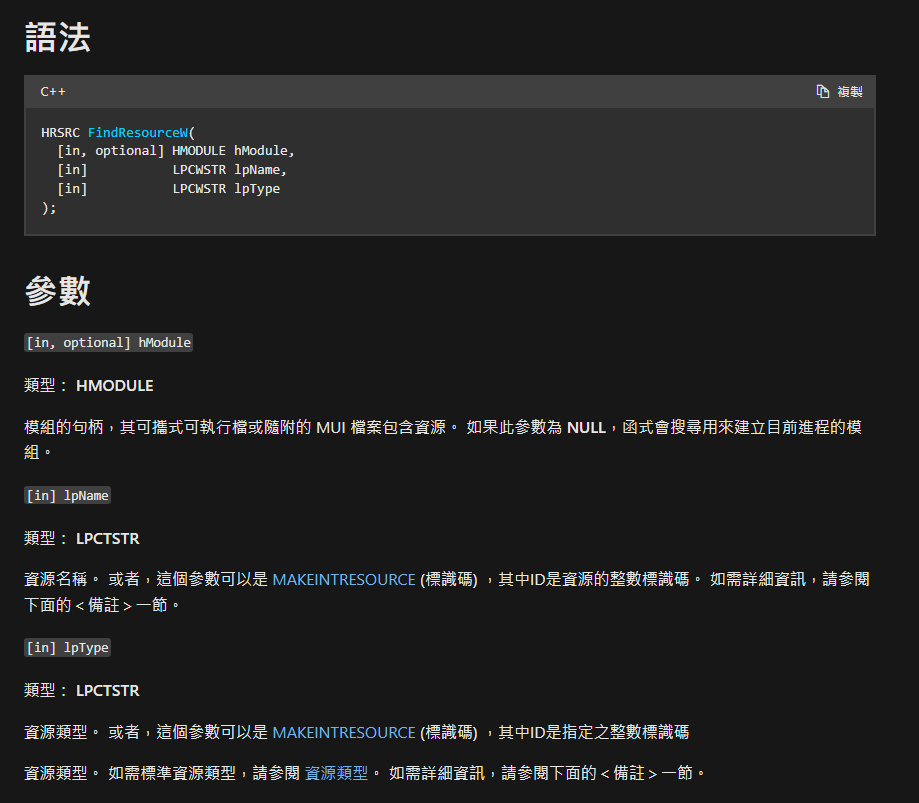 語法
C++ 複製
HRSRC FindResourceW(
  [in, optional] HMODULE hModule,
  [in]           LPCWSTR lpName,
  [in]           LPCWSTR lpType
);
參數
[in, optional] hModule
類型： HMODULE
模組的句柄，其可攜式可執行檔或隨附的 MUI 檔案包含資源。 如果此參數為 NULL，函式會搜尋用來建立目前進程的模
組。
[in] lpName
類型： LPCTSTR
資源名稱。 或者，這個參數可以是 MAKEINTRESOURCE (標識碼) ，其中ID是資源的整數標識碼。 如需詳細資訊，請參閱
下面的＜備註＞一節。
[in] lpType
類型： LPCTSTR
資源類型。 或者，這個參數可以是 MAKEINTRESOURCE (標識碼) ，其中ID是指定之整數標識碼
資源類型。 如需標準資源類型，請參閱 資源類型。 如需詳細資訊，請參閱下面的＜備註＞一節。